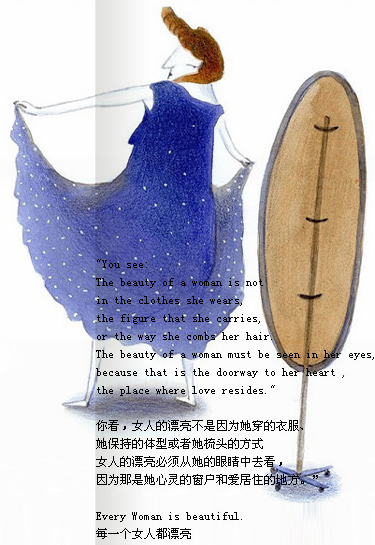 "You see:
The beauty of a woman is not
in the clothes she wears,
the figure that she carries,
or the way she combs her hair.
The beauty of a woman must be seen in her eyes,
because that is the doorway to her heart ,
the place where love resides."
你看，女人的漂亮不是因为她穿的衣服、
她保持的体型或者她梳头的方式
女人的漂亮必须从她的眼睛中去看，
因为那是她心灵的窗户和爱居住的地方。”
Every Woman is beautiful.
每一个女人都漂亮